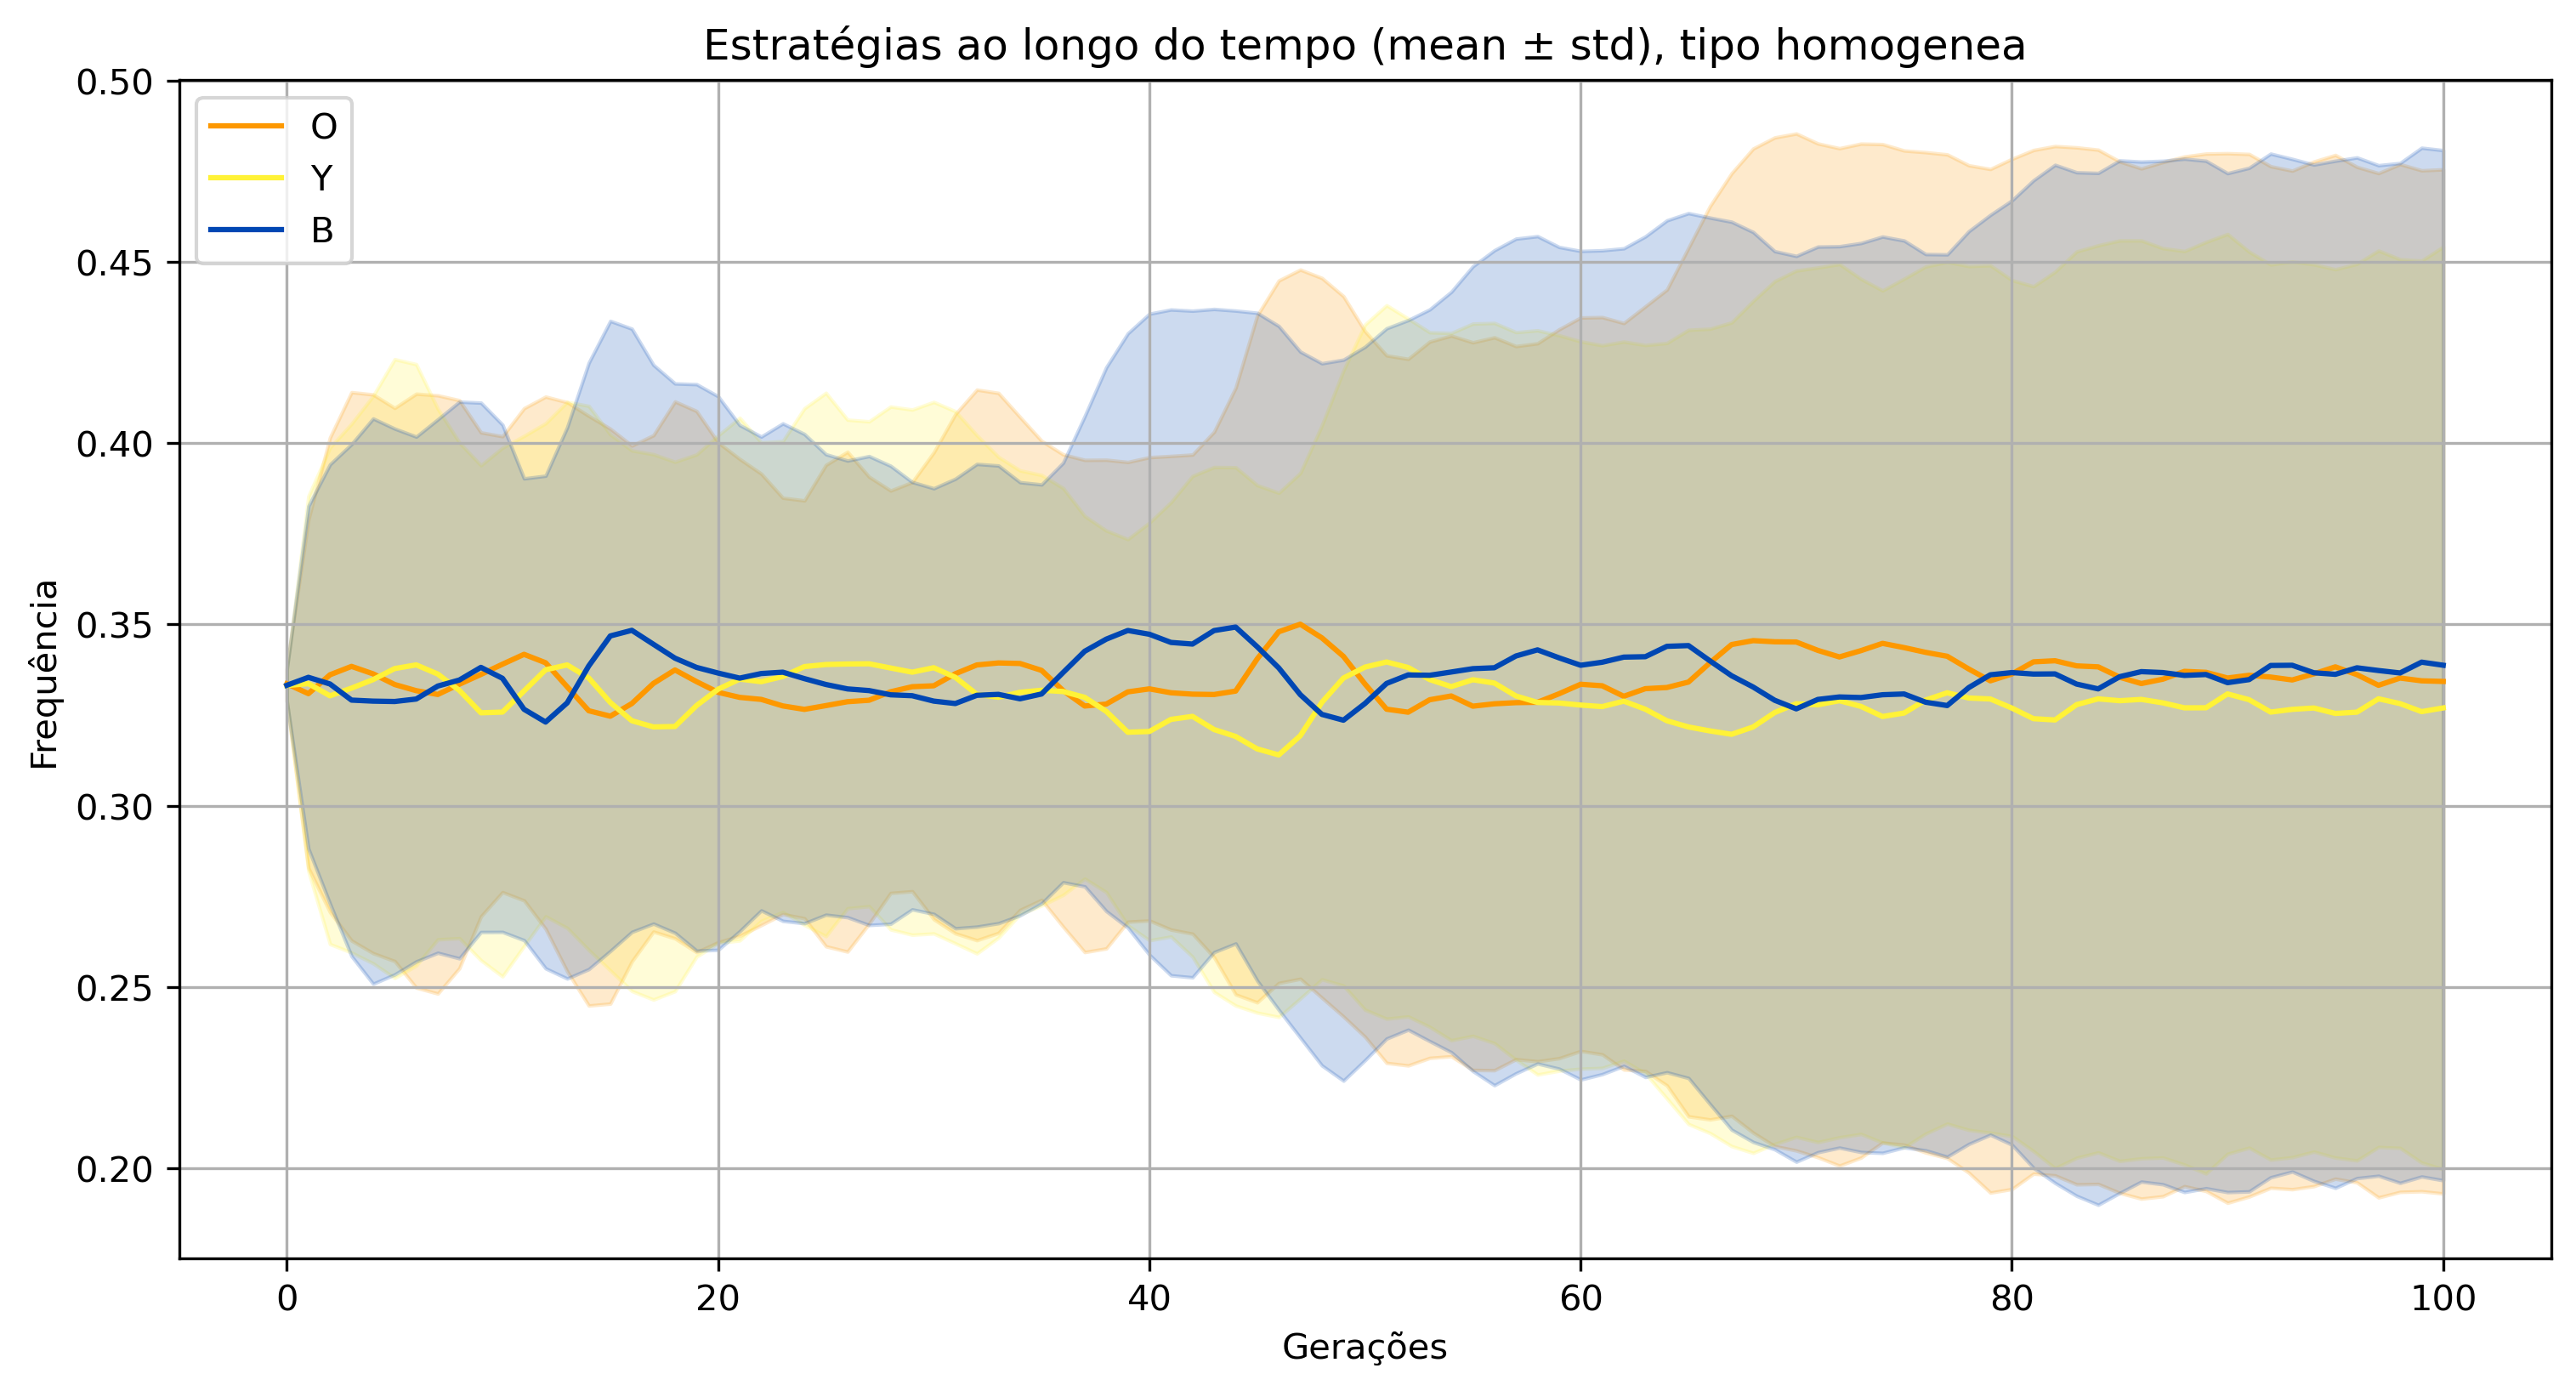 Estratégias ao longo do tempo (mean ± std), tipo homogenea
O
Y
B
Frequência
0.50
0.45
0.40
0.35
0.30
0.25
0.20
0 20 40 60 80 100
Gerações